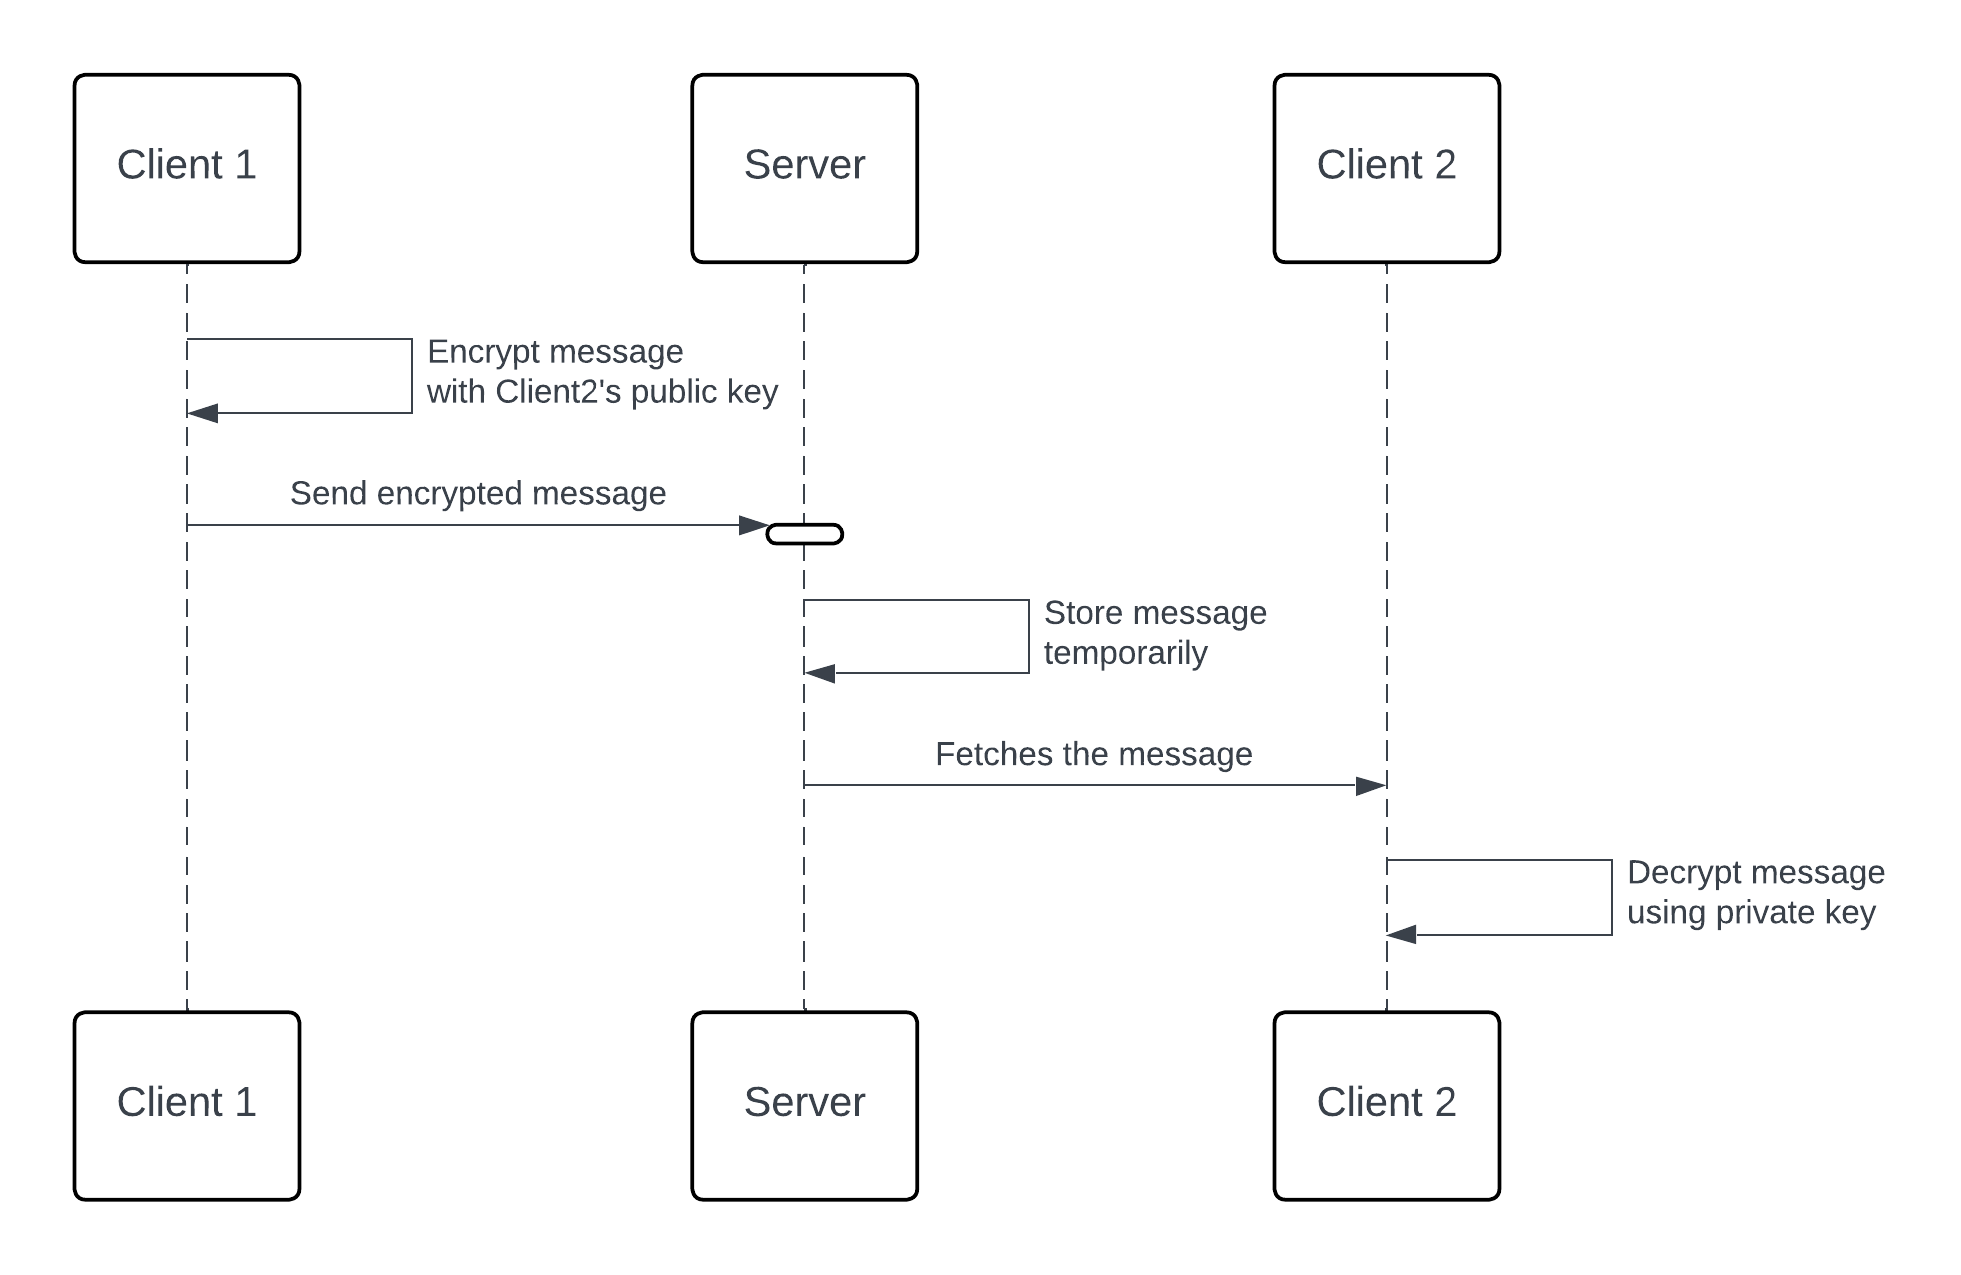 Client 1
Server
Client 2
Encrypt message
with Client2's public key
Send encrypted message
Store message
temporarily
Fetches the message
Decrypt message
using private key
Client 1
Server
Client 2